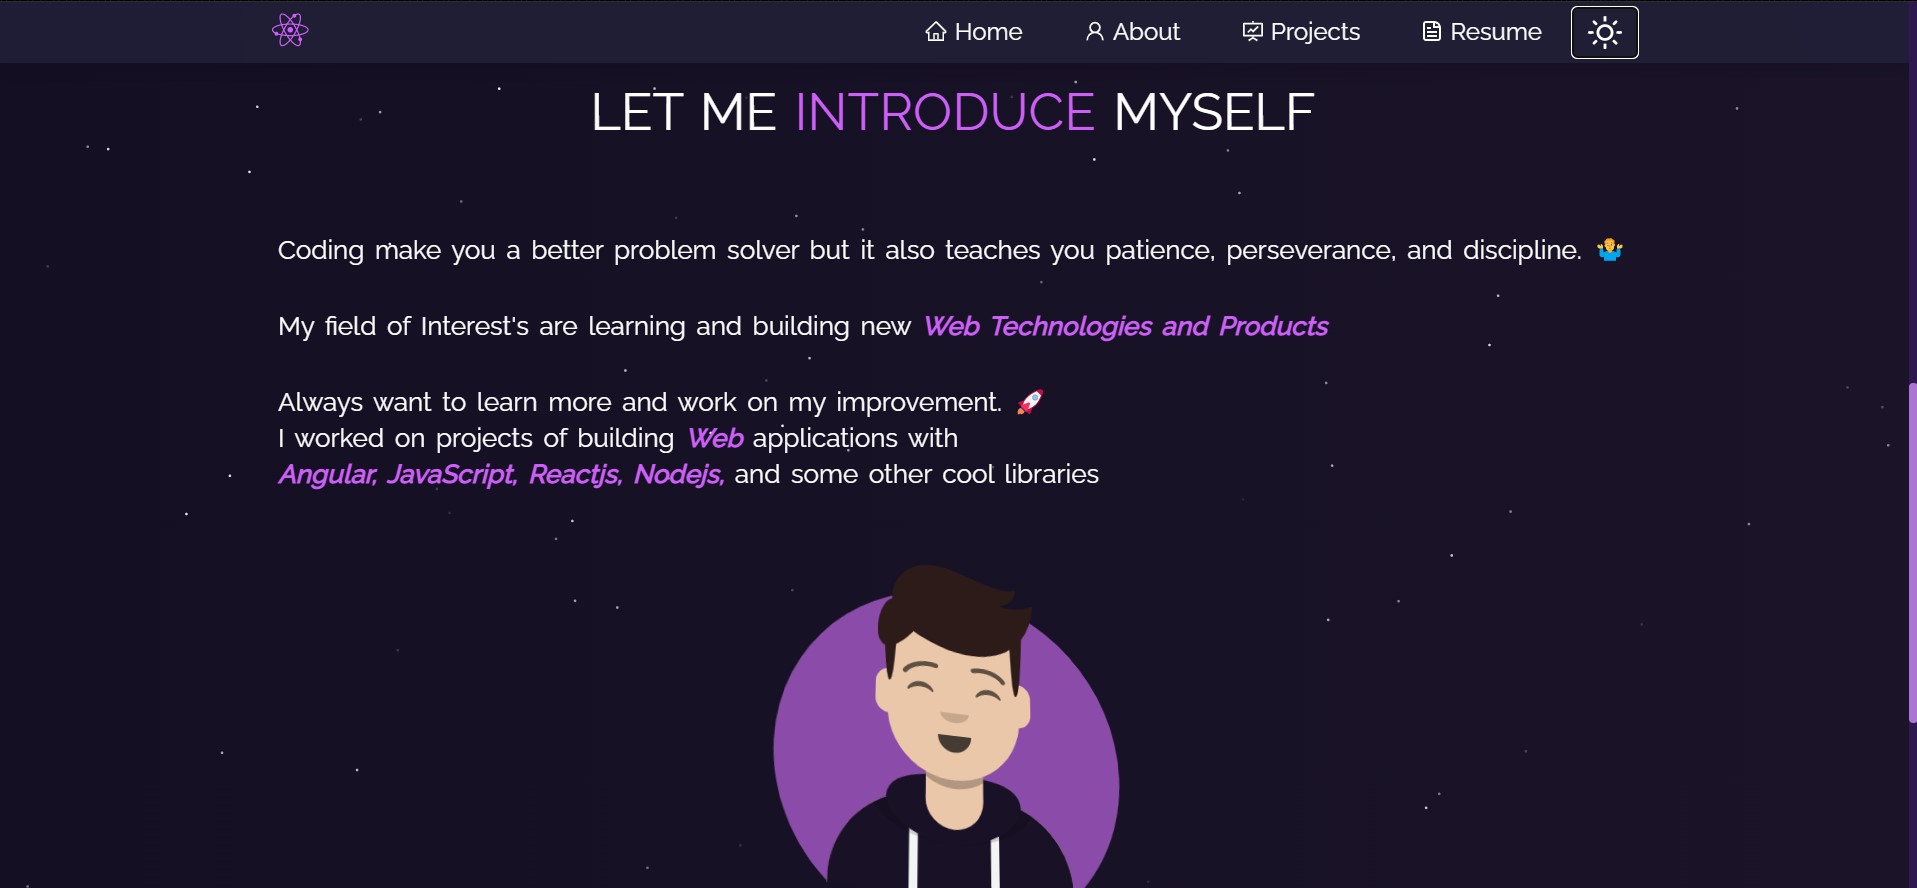 Home About Projects Resume
LET ME INTRODUCE MYSELF
Coding make you a better problem solver but it also teaches you patience, perseverance, and discipline. 🤷‍♂️
My field of Interest's are learning and building new Web Technologies and Products
Always want to learn more and work on my improvement. 🚀
I worked on projects of building Web applications with
Angular, JavaScript, Reactjs, Nodejs, and some other cool libraries